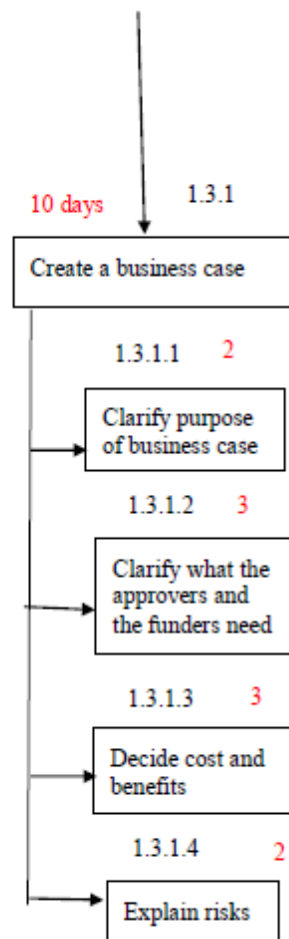 10 days 1.3.1
Create a business case
1.3.1.1 2
Clarify purpose
of business case
1.3.1.2 3
Clarify what the
approvers and
the funders need
1.3.1.3 3
Decide cost and
benefits
1.3.1.4 2
Explain risks